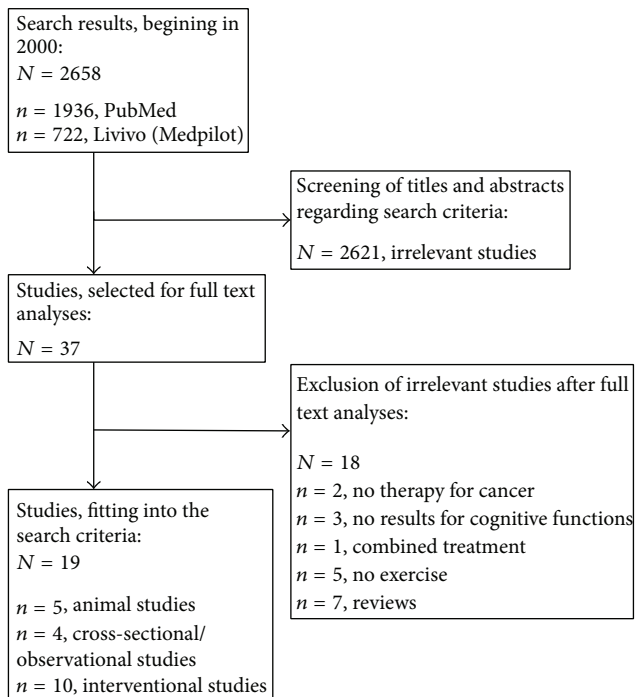 Search results, begining in
2000:
N = 2658
n = 1936, PubMed
n = 722, Livivo (Medpilot)
Screening of titles and abstracts
regarding search criteria:
N = 2621, irrelevant studies
Studies, selected for full text
analyses:
N = 37
Exclusion of irrelevant studies after full
text analyses:
N = 18
n = 2, no therapy for cancer
n = 3, no results for cognitive functions
n = 1, combined treatment
n = 5, no exercise
n = 7, reviews
Studies, fitting into the
search criteria:
N = 19
n = 5, animal studies
n = 4, cross-sectional/
observational studies
n = 10, interventional studies